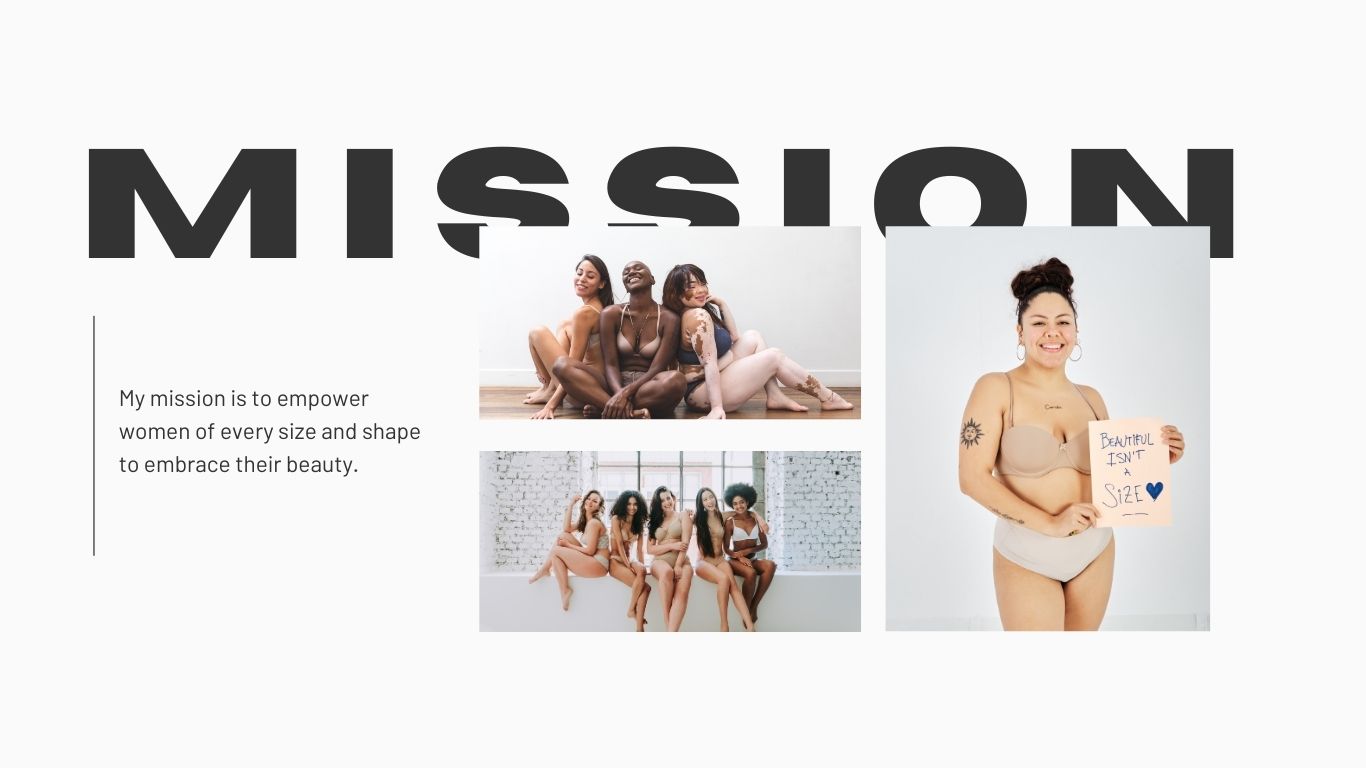 MISSION
My mission is to empower
women of every size and shape
to embrace their beauty.
BEAUTIFUL
ISN'T
A
SIZE